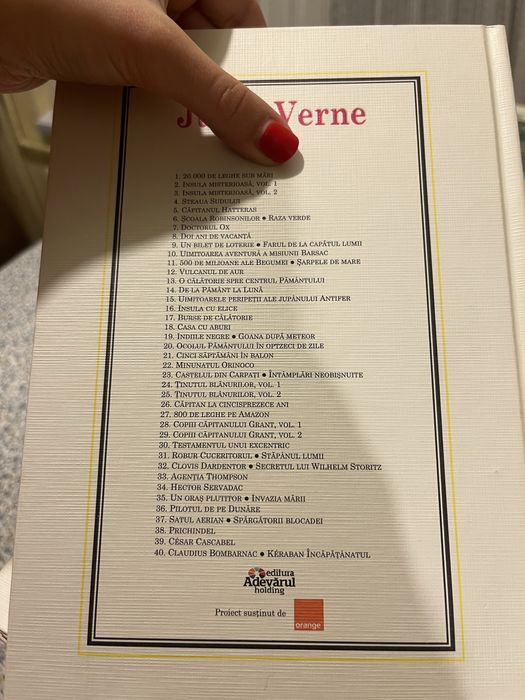 Verne
1. 20.000 DE LEGHE SUB MĂRI
2. INSULA MISTERIOASĂ, VOL. 1
3. INSULA MISTERIOASĂ, VOL. 2
4. STEAUA SUDULUI
5. CĂPITANUL HATTERAS
6. ȘCOALA ROBINSONILOR ● RAZA VERDE
7. DOCTORUL OX
8. DOI ANI DE VACANȚĂ
9. UN BILET DE LOTERIE ● FARUL DE LA CAPĂTUL LUMII
10. UIMITOAREA AVENTURĂ A MISIUNII BARSAC
11. 500 DE MILIOANE ALE BEGUMEI ● ȘARPELE DE MARE
12. VULCANUL DE AUR
13. O CĂLĂTORIE SPRE CENTRUL PĂMÂNTULUI
14. DE LA PĂMÂNT LA LUNĂ
15. UIMITOARELE PERIPEȚII ALE JUPÂNULUI ANTIFER
16. INSULA CU ELICE
17. BURSE DE CĂLĂTORIE
18. CASA CU ABURI
19. INDIILE NEGRE ● GOANA DUPĂ METEOR
20. OCOLUL PĂMÂNTULUI ÎN OPTZECI DE ZILE
21. CINCI SĂPTĂMÂNI ÎN BALON
22. MINUNATUL ORINOCO
23. CASTELUL DIN CARPAȚI ● ÎNTÂMPLĂRI NEOBIȘNUITE
24. ȚINUTUL BLĂNURILOR, VOL. 1
25. ȚINUTUL BLĂNURILOR, VOL. 2
26. CĂPITAN LA CINCISPREZECE ANI
27. 800 DE LEGHE PE AMAZON
28. COPIII CĂPITANULUI GRANT, VOL. 1
29. COPIII CĂPITANULUI GRANT, VOL. 2
30. TESTAMENTUL UNUI EXCENTRIC
31. ROBUR CUCERITORUL ● STĂPÂNUL LUMII
32. CLOVIS DARDENTOR ● SECRETUL LUI WILHELM STORITZ
33. AGENȚIA THOMPSON
34. HECTOR SERVADAC
35. UN ORAȘ PLUTITOR ● INVAZIA MĂRII
36. PILOTUL DE PE DUNĂRE
37. SATUL AERIAN ● SPĂRGĂTORII BLOCADEI
38. PRICHINDEL
39. CÉSAR CASCABEL
40. CLAUDIUS BOMBARNAC ● KÉRABAN ÎNCĂPĂȚÂNATUL
editura
Adevărul
holding
Proiect susținut de
orange